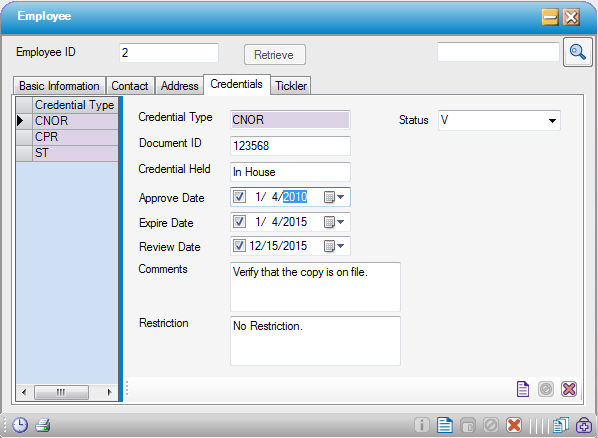 Employee
Employee ID 2 Retrieve
Basic Information Contact Address Credentials Tickler
Credential Type
CNOR
CPR
ST
Credential Type CNOR Status V
Document ID 123568
Credential Held In House
Approve Date 1/ 4/2010
Expire Date 1/ 4/2015
Review Date 12/15/2015
Comments Verify that the copy is on file.
Restriction No Restriction.